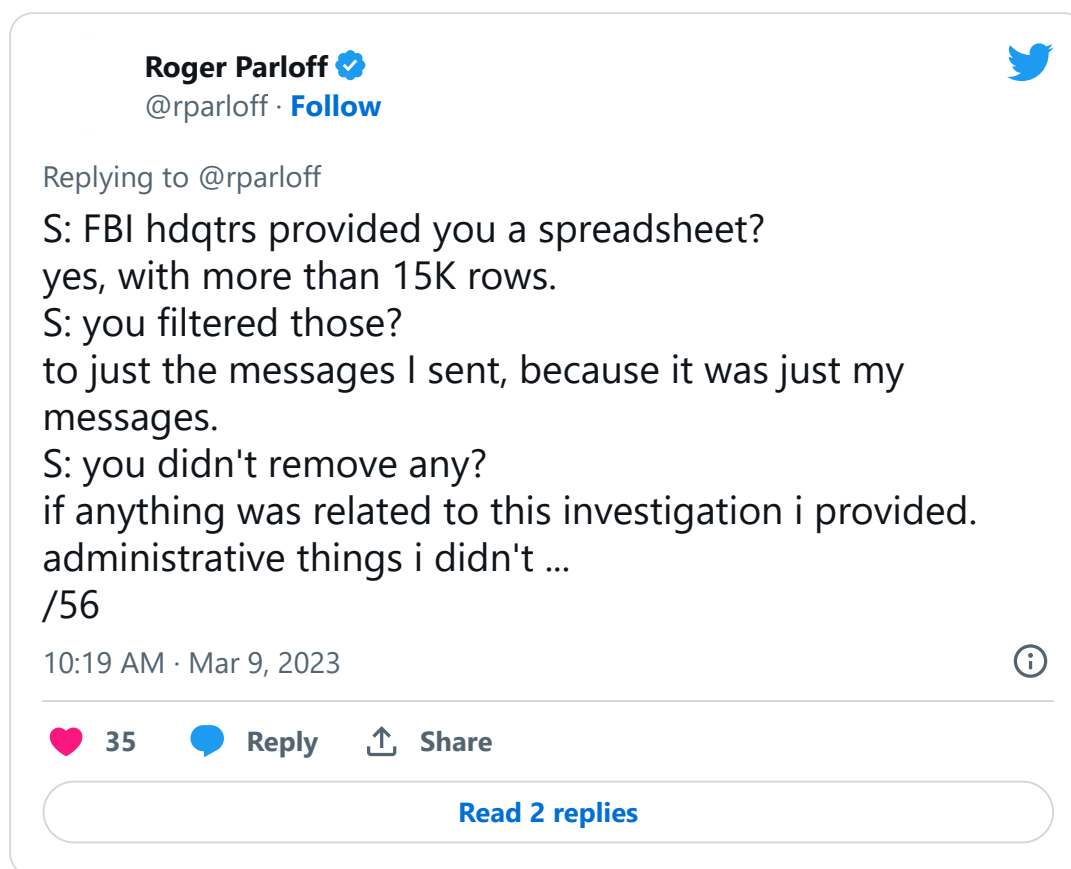 Roger Parloff
@rparloff · Follow
Replying to @rparloff
S: FBI hdqtrs provided you a spreadsheet?
yes, with more than 15K rows.
S: you filtered those?
to just the messages I sent, because it was just my
messages.
S: you didn't remove any?
if anything was related to this investigation i provided.
administrative things i didn't ...
/56
10:19 AM · Mar 9, 2023
35 Reply Share
Read 2 replies